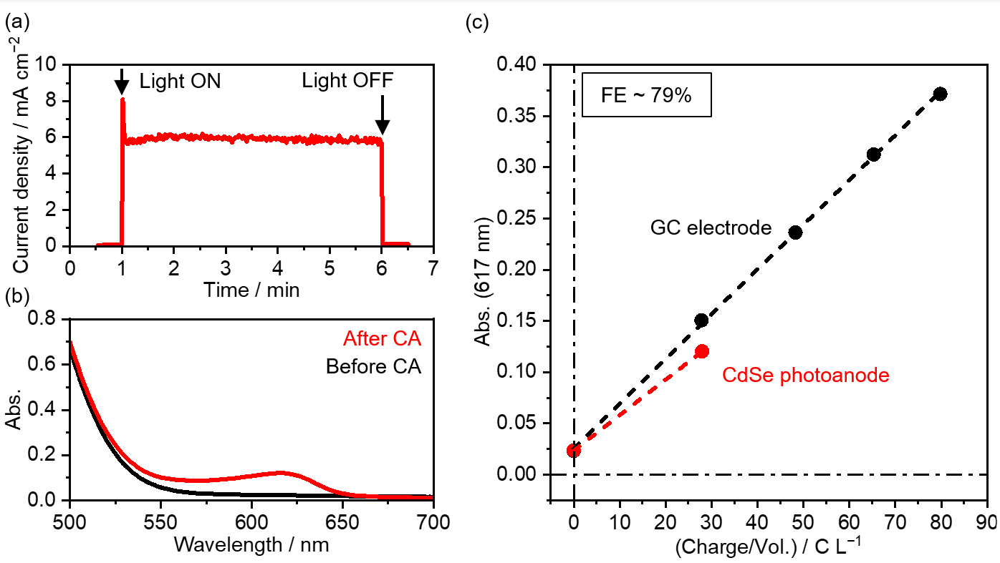 (a)
Current density / mA cm−2
10
8
6
4
2
0
Light ON
Light OFF
0 1 2 3 4 5 6 7
Time / min
(b)
Abs.
0.8
0.6
0.4
0.2
0.0
After CA
Before CA
500 550 600 650 700
Wavelength / nm
(c)
Abs. (617 nm)
0.40
0.35
0.30
0.25
0.20
0.15
0.10
0.05
0.00
FE ~ 79%
GC electrode
CdSe photoanode
0 10 20 30 40 50 60 70 80 90
(Charge/Vol.) / C L−1